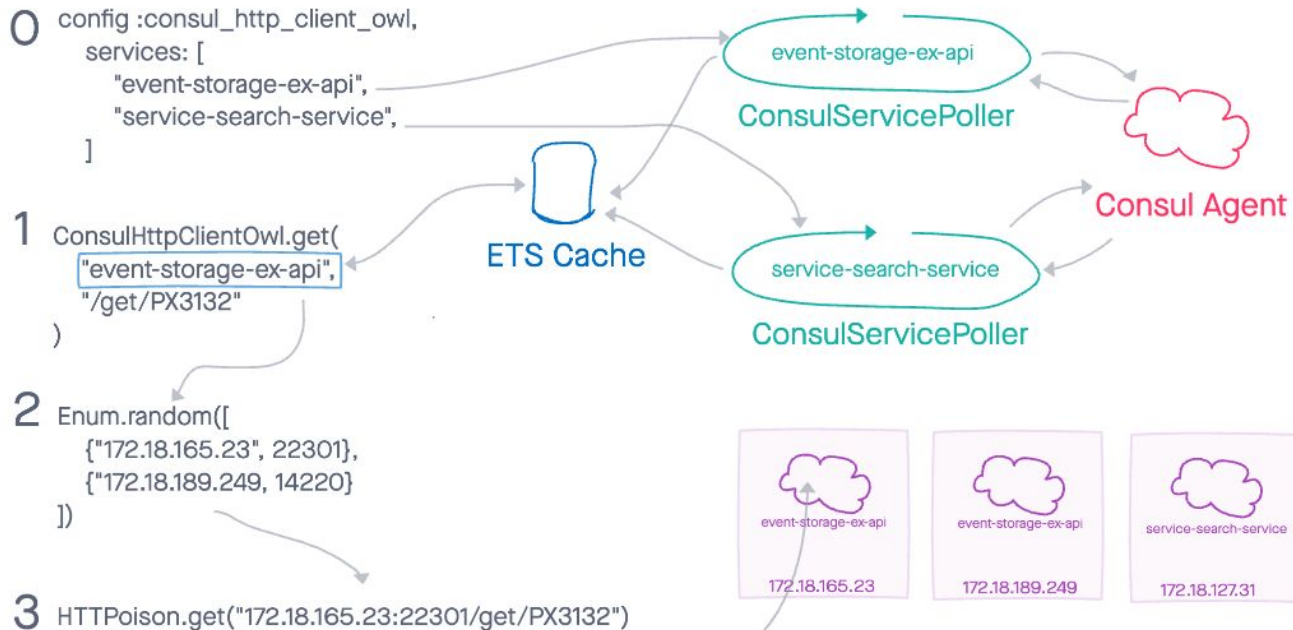 0
config :consul_http_client_owl,
services: [
"event-storage-ex-api",
"service-search-service",
]
event-storage-ex-api
ConsulServicePoller
Consul Agent
ETS Cache
service-search-service
ConsulServicePoller
1
ConsulHttpClientOwl.get(
"event-storage-ex-api",
"/get/PX3132"
)
2
Enum.random([
{"172.18.165.23", 22301},
{"172.18.189.249, 14220}
])
event-storage-ex-api
172.18.165.23
event-storage-ex-api
172.18.189.249
service-search-service
172.18.127.31
3
HTTPoison.get("172.18.165.23:22301/get/PX3132")